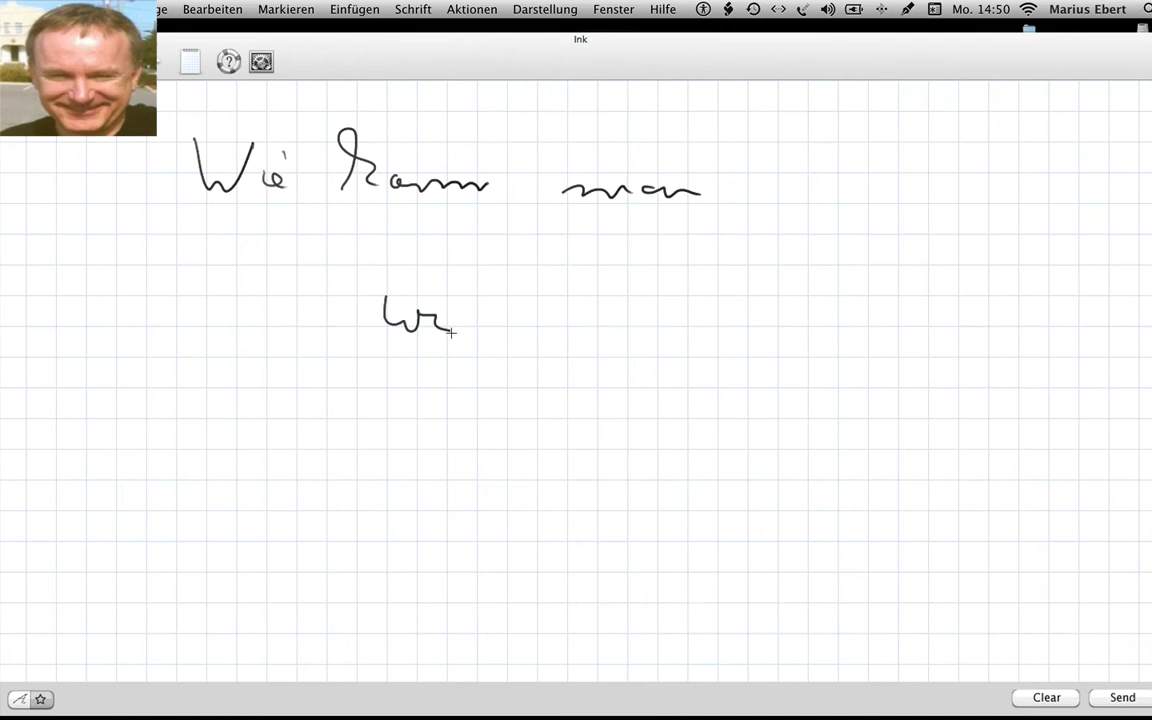 ge Bearbeiten Markieren Einfügen Schrift Aktionen Darstellung Fenster Hilfe Mo. 14:50 Marius Ebert
Ink
Wie kann man
Clear Send